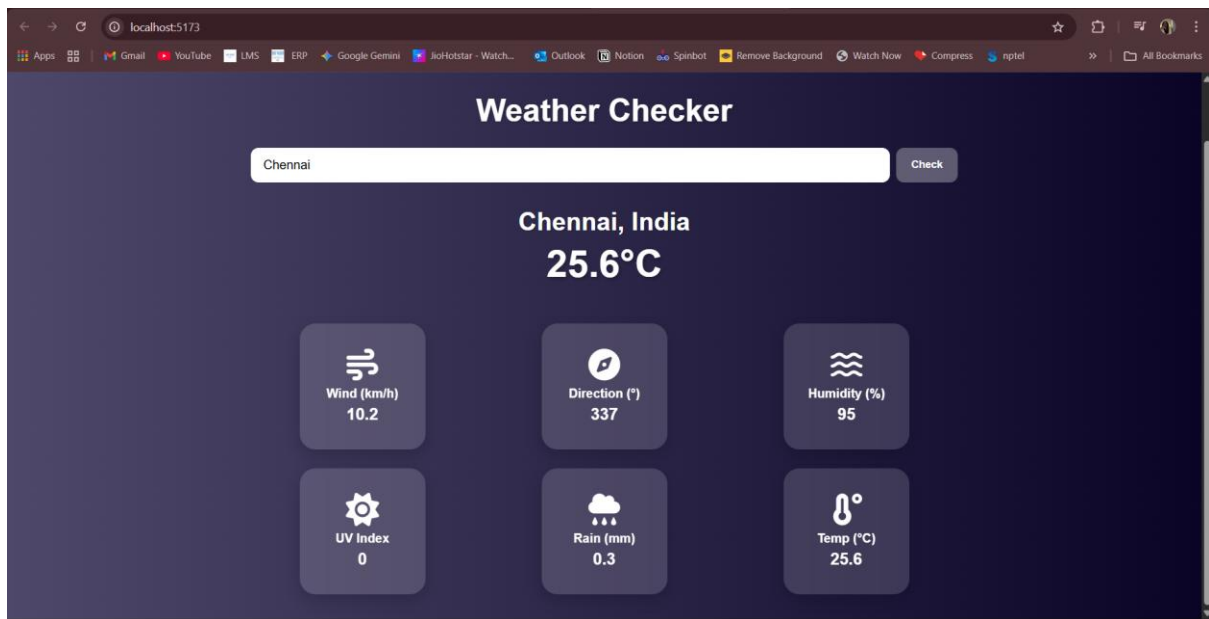 localhost:5173
Apps Gmail YouTube LMS ERP Google Gemini JioHotstar - Watch... Outlook Notion Spinbot Remove Background Watch Now Compress nptel » All Bookmarks
Weather Checker
Chennai Check
Chennai, India
25.6°C
Wind (km/h) Direction (°) Humidity (%)
10.2 337 95
UV Index Rain (mm) Temp (°C)
0 0.3 25.6